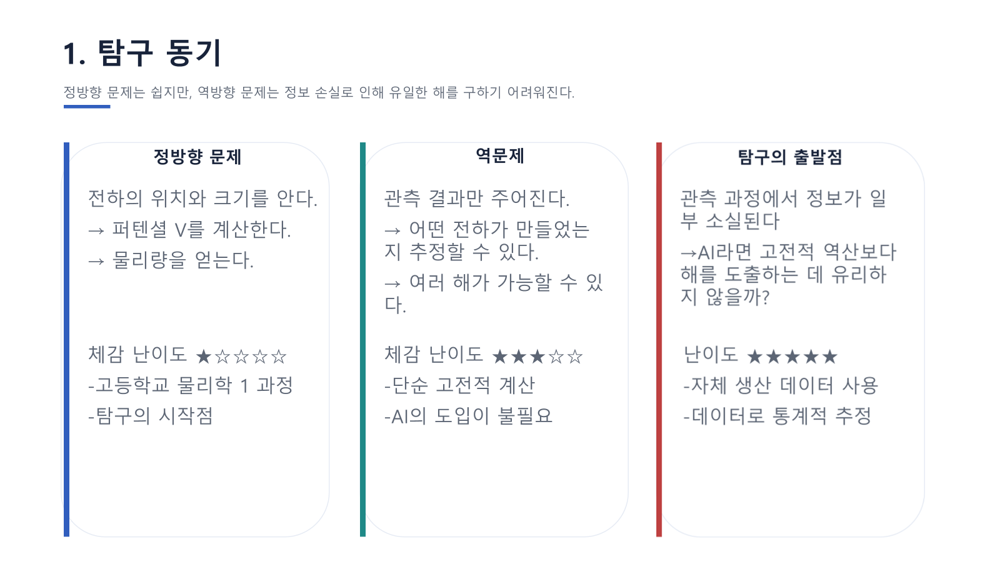 1. 탐구 동기
정방향 문제는 쉽지만, 역방향 문제는 정보 손실로 인해 유일한 해를 구하기 어려워진다.
정방향 문제
전하의 위치와 크기를 안다.
→ 퍼텐셜 V를 계산한다.
→ 물리량을 얻는다.
체감 난이도 ★☆☆☆☆
-고등학교 물리학 1 과정
-탐구의 시작점
역문제
관측 결과만 주어진다.
→ 어떤 전하가 만들었는
지 추정할 수 있다.
→ 여러 해가 가능할 수 있
다.
체감 난이도 ★★★☆☆
-단순 고전적 계산
-AI의 도입이 불필요
탐구의 출발점
관측 과정에서 정보가 일
부 소실된다
→AI라면 고전적 역산보다
해를 도출하는 데 유리하
지 않을까?
난이도 ★★★★★
-자체 생산 데이터 사용
-데이터로 통계적 추정